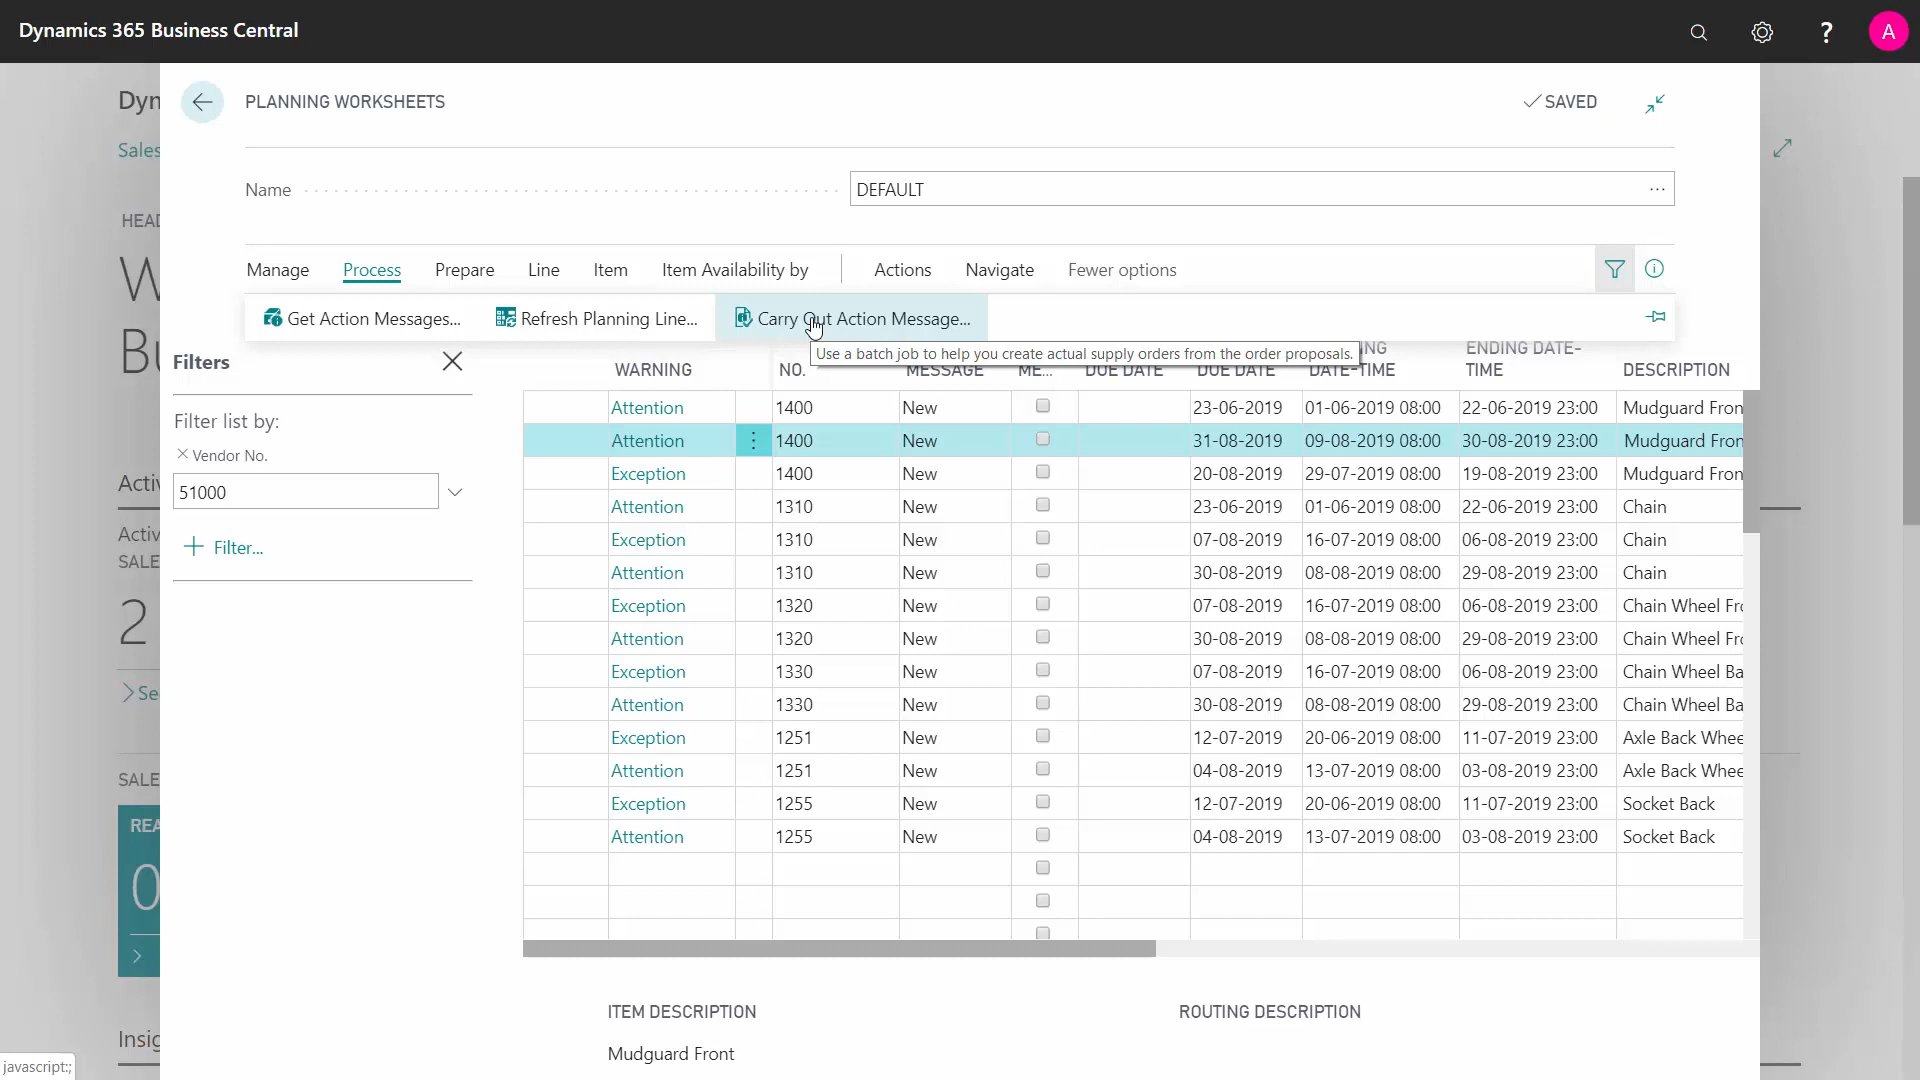 Dynamics 365 Business Central
?
A
Dyn
PLANNING WORKSHEETS
SAVED
Sales
Name
DEFAULT
...
HEAD
Manage Process Prepare Line Item Item Availability by Actions Navigate Fewer options
Get Action Messages... Refresh Planning Line... Carry Out Action Message...
Use a batch job to help you create actual supply orders from the order proposals.
Filters
Filter list by:
Vendor No.
51000
Filter...
WARNING NO. MESSAGE ME... DUE DATE DUE DATE ING DATE-TIME ENDING DATE-TIME DESCRIPTION
Attention 1400 New 23-06-2019 01-06-2019 08:00 22-06-2019 23:00 Mudguard Fron
Attention 1400 New 31-08-2019 09-08-2019 08:00 30-08-2019 23:00 Mudguard Fron
Exception 1400 New 20-08-2019 29-07-2019 08:00 19-08-2019 23:00 Mudguard Fron
Attention 1310 New 23-06-2019 01-06-2019 08:00 22-06-2019 23:00 Chain
Exception 1310 New 07-08-2019 16-07-2019 08:00 06-08-2019 23:00 Chain
Attention 1310 New 30-08-2019 08-08-2019 08:00 29-08-2019 23:00 Chain
Exception 1320 New 07-08-2019 16-07-2019 08:00 06-08-2019 23:00 Chain Wheel Fro
Attention 1320 New 30-08-2019 08-08-2019 08:00 29-08-2019 23:00 Chain Wheel Fro
Exception 1330 New 07-08-2019 16-07-2019 08:00 06-08-2019 23:00 Chain Wheel Ba
Attention 1330 New 30-08-2019 08-08-2019 08:00 29-08-2019 23:00 Chain Wheel Ba
Exception 1251 New 12-07-2019 20-06-2019 08:00 11-07-2019 23:00 Axle Back Whee
Attention 1251 New 04-08-2019 13-07-2019 08:00 03-08-2019 23:00 Axle Back Whee
Exception 1255 New 12-07-2019 20-06-2019 08:00 11-07-2019 23:00 Socket Back
Attention 1255 New 04-08-2019 13-07-2019 08:00 03-08-2019 23:00 Socket Back
W
Bu
Activ
Activ
SALE
2
Se
SALE
REA
0
Insig
ITEM DESCRIPTION
ROUTING DESCRIPTION
Mudguard Front
javascript:;